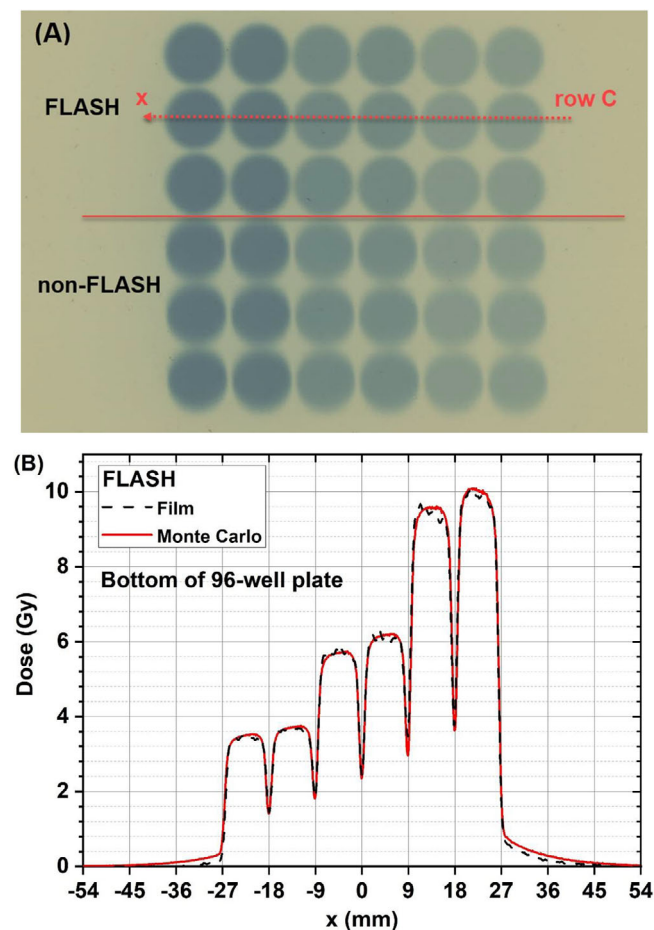 (A)
FLASH
x
row C
non-FLASH
(B)
FLASH
Film
Monte Carlo
Bottom of 96-well plate
Dose (Gy)
10
8
6
4
2
0
-54 -45 -36 -27 -18 -9 0 9 18 27 36 45 54
x (mm)